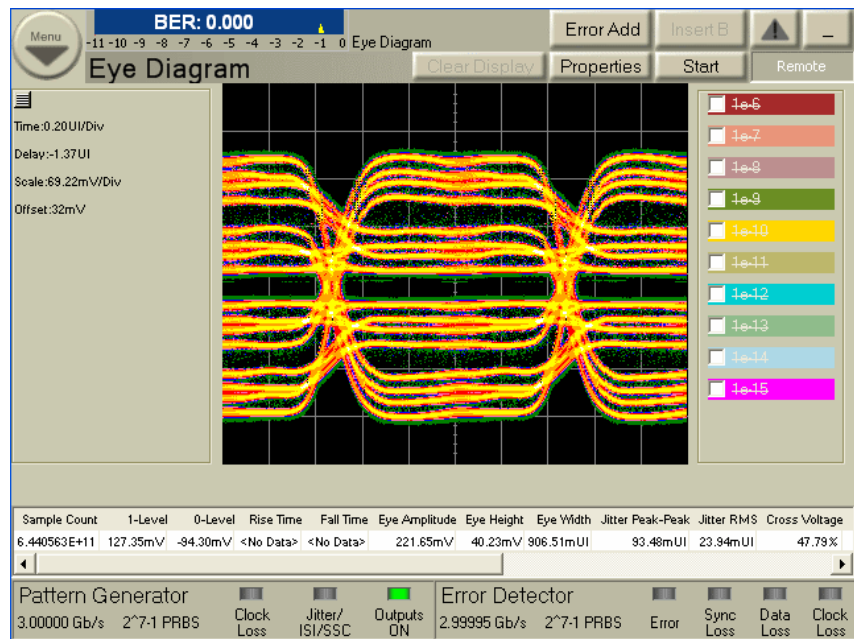 Menu
BER: 0.000
-11 -10 -9 -8 -7 -6 -5 -4 -3 -2 -1 0 Eye Diagram
Error Add
Insert B
Eye Diagram
Clear Display
Properties
Start
Remote
Time:0.20UI/Div
Delay:-1.37UI
Scale:69.22mV/Div
Offset:32mV
1e-6
1e-7
1e-8
1e-9
1e-10
1e-11
1e-12
1e-13
1e-14
1e-15
Sample Count 1-Level 0-Level Rise Time Fall Time Eye Amplitude Eye Height Eye Width Jitter Peak-Peak Jitter RMS Cross Voltage
6.440563E+11 127.35mV -94.30mV <No Data> <No Data> 221.65mV 40.23mV 906.51mUI 93.48mUI 23.94mUI 47.79%
Pattern Generator
3.00000 Gb/s 2^7-1 PRBS
Clock Loss
Jitter/ ISI/SSC
Outputs ON
Error Detector
2.99995 Gb/s 2^7-1 PRBS
Error
Sync Loss
Data Loss
Clock Loss